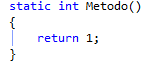 static int Metodo()
{
    return 1;
}